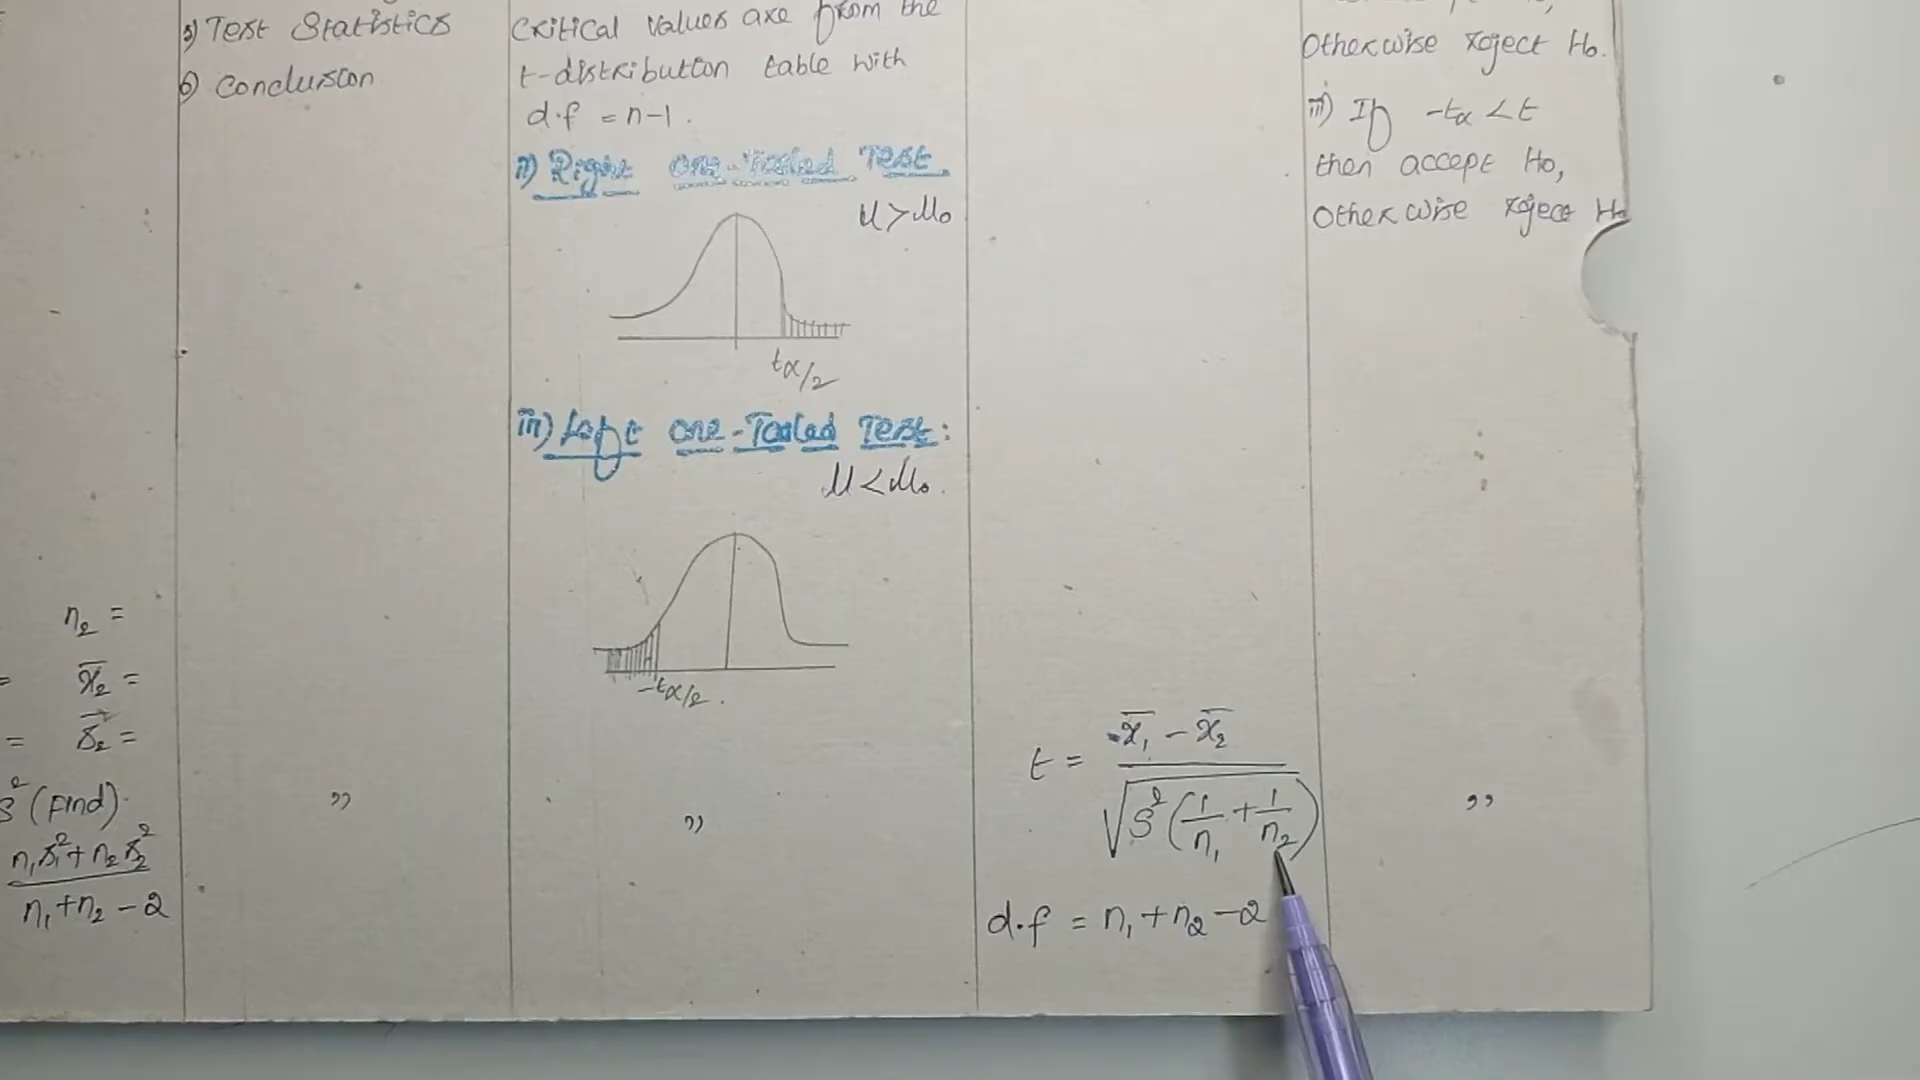 5) Test Statistics
6) Conclusion
Critical values are from the
t-distribution table with
d.f = n-1.
ii) Right one-Tailed Test
μ > μ₀
tα/2
iii) Left one-Tailed Test:
μ < μ₀.
-tα/2.
Otherwise reject H₀.
iii) If -tα < t
then accept H₀,
Otherwise reject H₀
n₂ =
= x̄₂ =
= s̄₂ =
S² (Find).
n₁s₁² + n₂s₂²
n₁ + n₂ - 2
"
"
t = x̄₁ - x̄₂
√S²(1/n₁ + 1/n₂)
"
d.f = n₁ + n₂ - 2